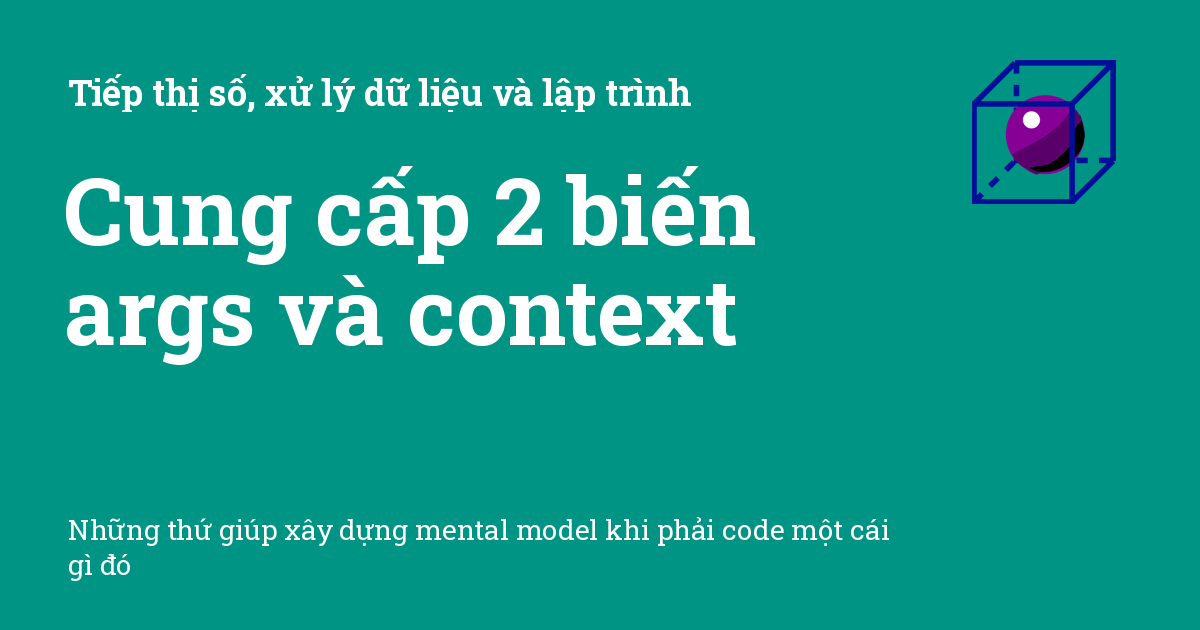 Tiếp thị số, xử lý dữ liệu và lập trình
Cung cấp 2 biến
args và context
Những thứ giúp xây dựng mental model khi phải code một cái
gì đó